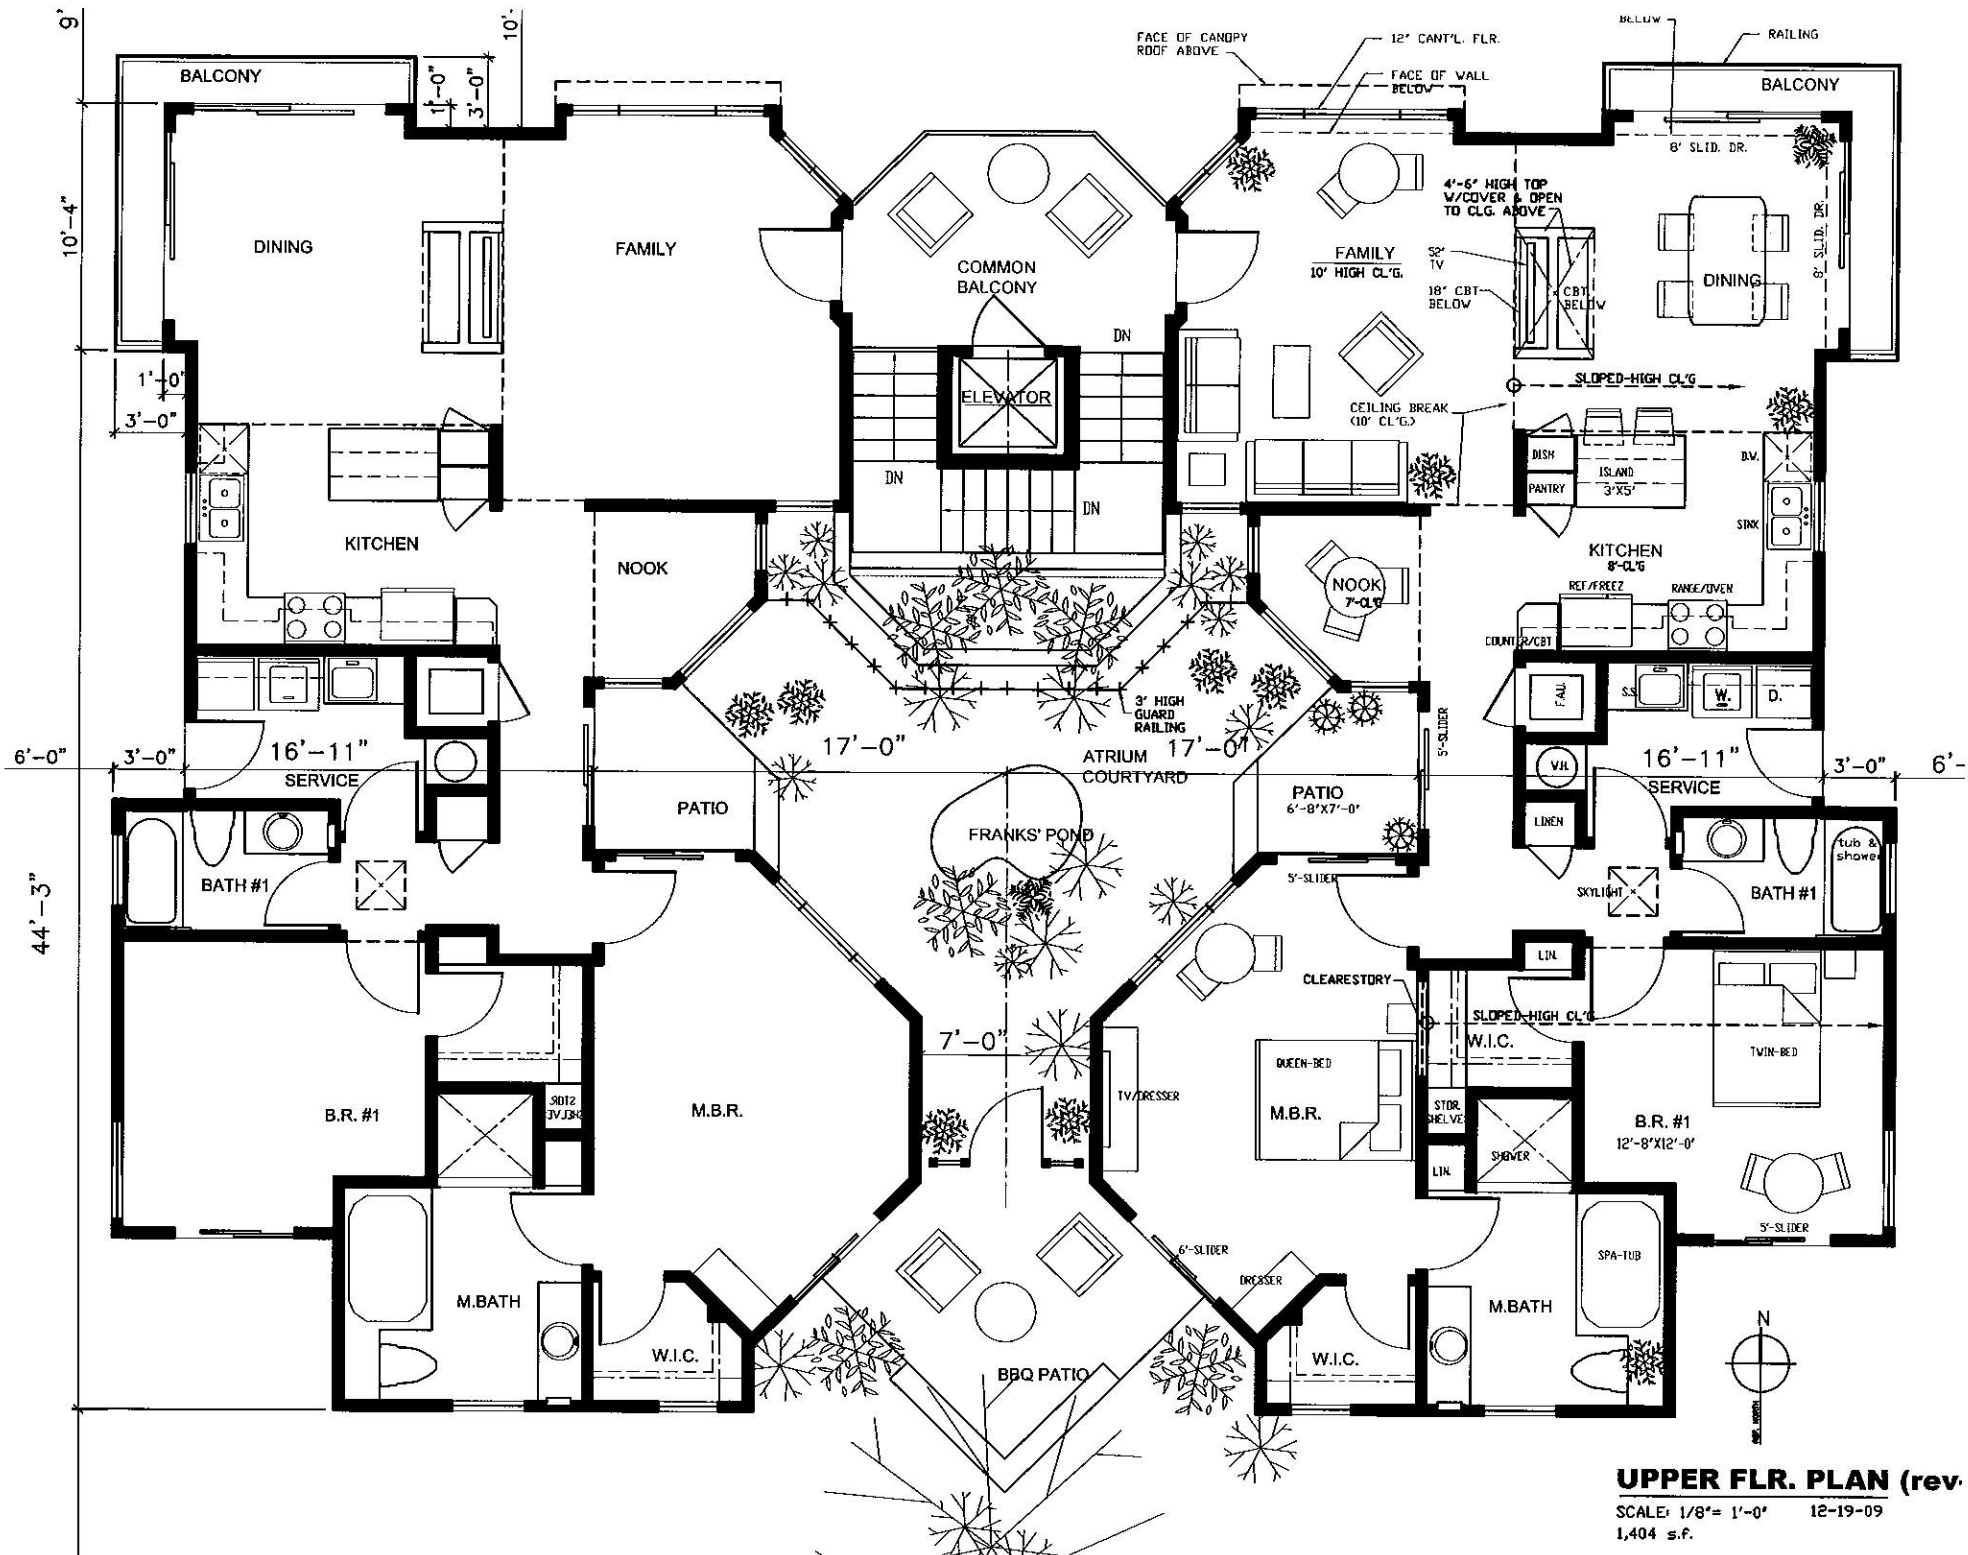 9'
10'-
BALCONY
1'-0"
3'-0"
10'-4"
DINING
FAMILY
1'-0"
3'-0"
KITCHEN
NOOK
6'-0"
3'-0"
16'-11"
SERVICE
17'-0"
PATIO
BATH #1
44'-3"
B.R. #1
STOR.
M.B.R.
M.BATH
W.I.C.
COMMON
BALCONY
ELEVATOR
DN
DN
DN
3' HIGH
GUARD
RAILING
ATRIUM
COURTYARD
17'-0"
FRANKS' POND
7'-0"
BBQ PATIO
FACE OF CANOPY
ROOF ABOVE
12" CANT'L. FLR.
FACE OF WALL
BELOW
BELOW
RAILING
BALCONY
8' SLID. DR.
8' SLID. DR.
4'-6" HIGH TOP
W/COVER & OPEN
TO CLG. ABOVE
FAMILY
10' HIGH CL'G.
52"
TV
18" CBT
BELOW
CBT
BELOW
DINING
SLOPED-HIGH CL'G
CEILING BREAK
(10' CL'G.)
DISH
PANTRY
ISLAND
3'X5'
D.W.
SINK
KITCHEN
8'-CL'G
REF/FREEZ
RANGE/OVEN
COUNTER/CBT
NOOK
7'-CL'G
F.A.U.
S.S.
W.
D.
5'-SLIDER
W.H.
16'-11"
SERVICE
3'-0"
6'-
PATIO
6'-8"X7'-0"
LINEN
5'-SLIDER
SKYLIGHT
BATH #1
tub &
shower
LIN.
CLEARESTORY
SLOPED-HIGH CL'G
W.I.C.
QUEEN-BED
TWIN-BED
TV/DRESSER
M.B.R.
STOR.
SHELVES
B.R. #1
12'-8"X12'-0"
SHOWER
LIN.
5'-SLIDER
6'-SLIDER
DRESSER
SPA-TUB
M.BATH
W.I.C.
N
UPPER FLR. PLAN (rev-
SCALE: 1/8"= 1'-0" 12-19-09
1,404 s.f.